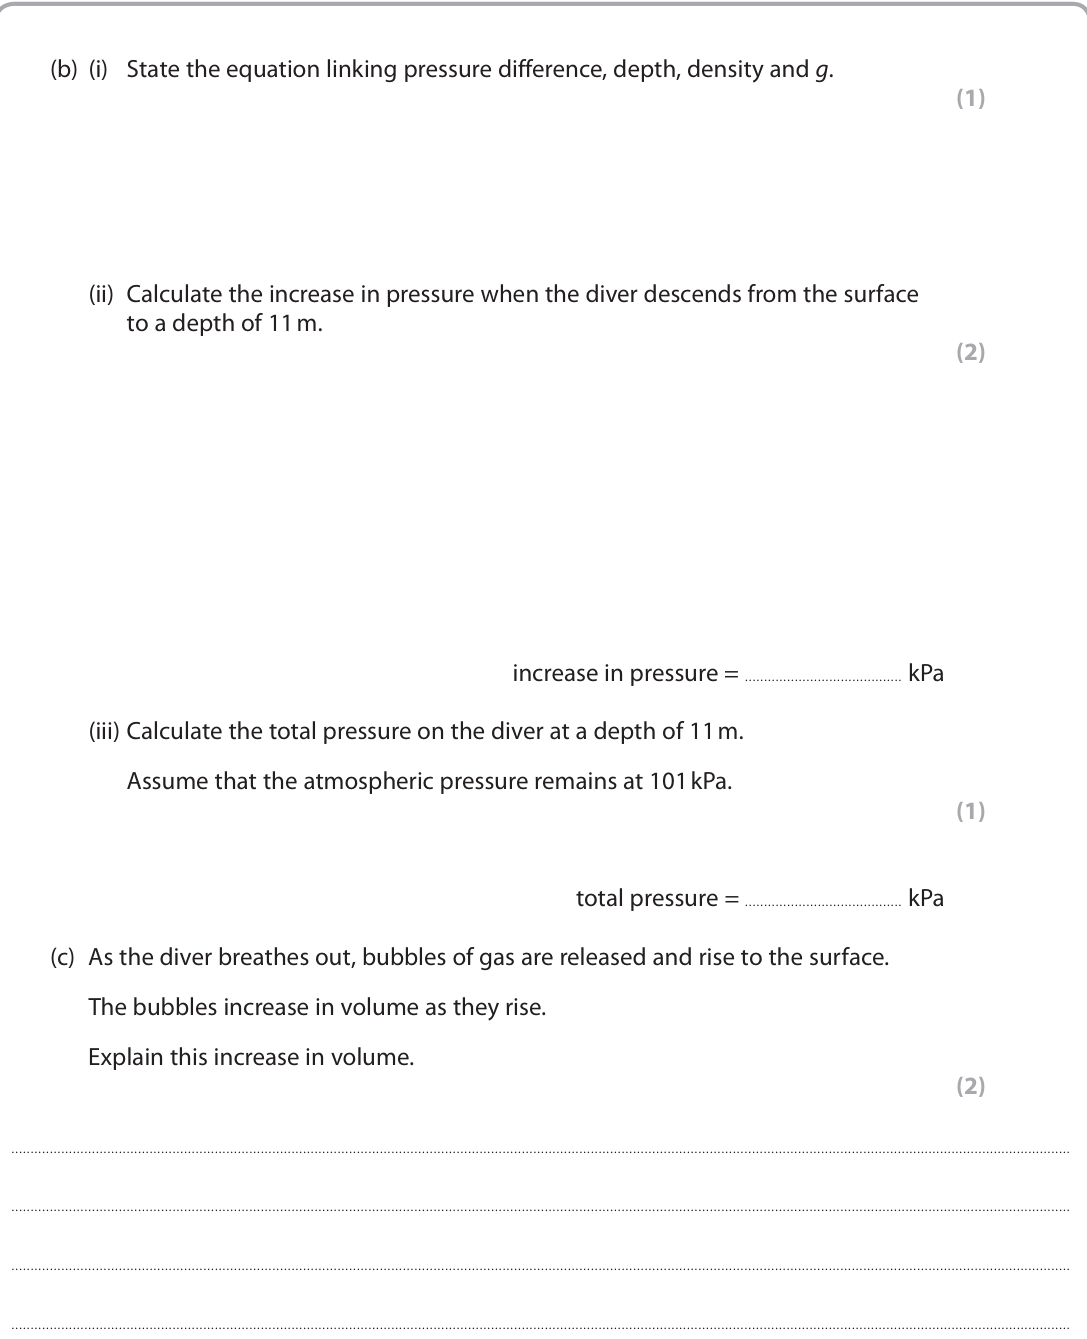 (b) (i) State the equation linking pressure difference, depth, density and g.
(1)
(ii) Calculate the increase in pressure when the diver descends from the surface
to a depth of 11 m.
(2)
increase in pressure = ........................................ kPa
(iii) Calculate the total pressure on the diver at a depth of 11 m.
Assume that the atmospheric pressure remains at 101 kPa.
(1)
total pressure = ........................................ kPa
(c) As the diver breathes out, bubbles of gas are released and rise to the surface.
The bubbles increase in volume as they rise.
Explain this increase in volume.
(2)